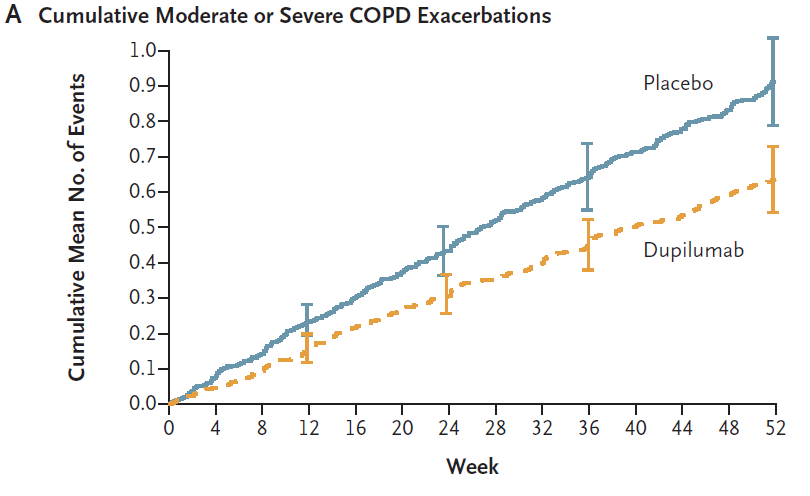 A Cumulative Moderate or Severe COPD Exacerbations
Cumulative Mean No. of Events
1.0
0.9
0.8
0.7
0.6
0.5
0.4
0.3
0.2
0.1
0.0
Placebo
Dupilumab
0 4 8 12 16 20 24 28 32 36 40 44 48 52
Week